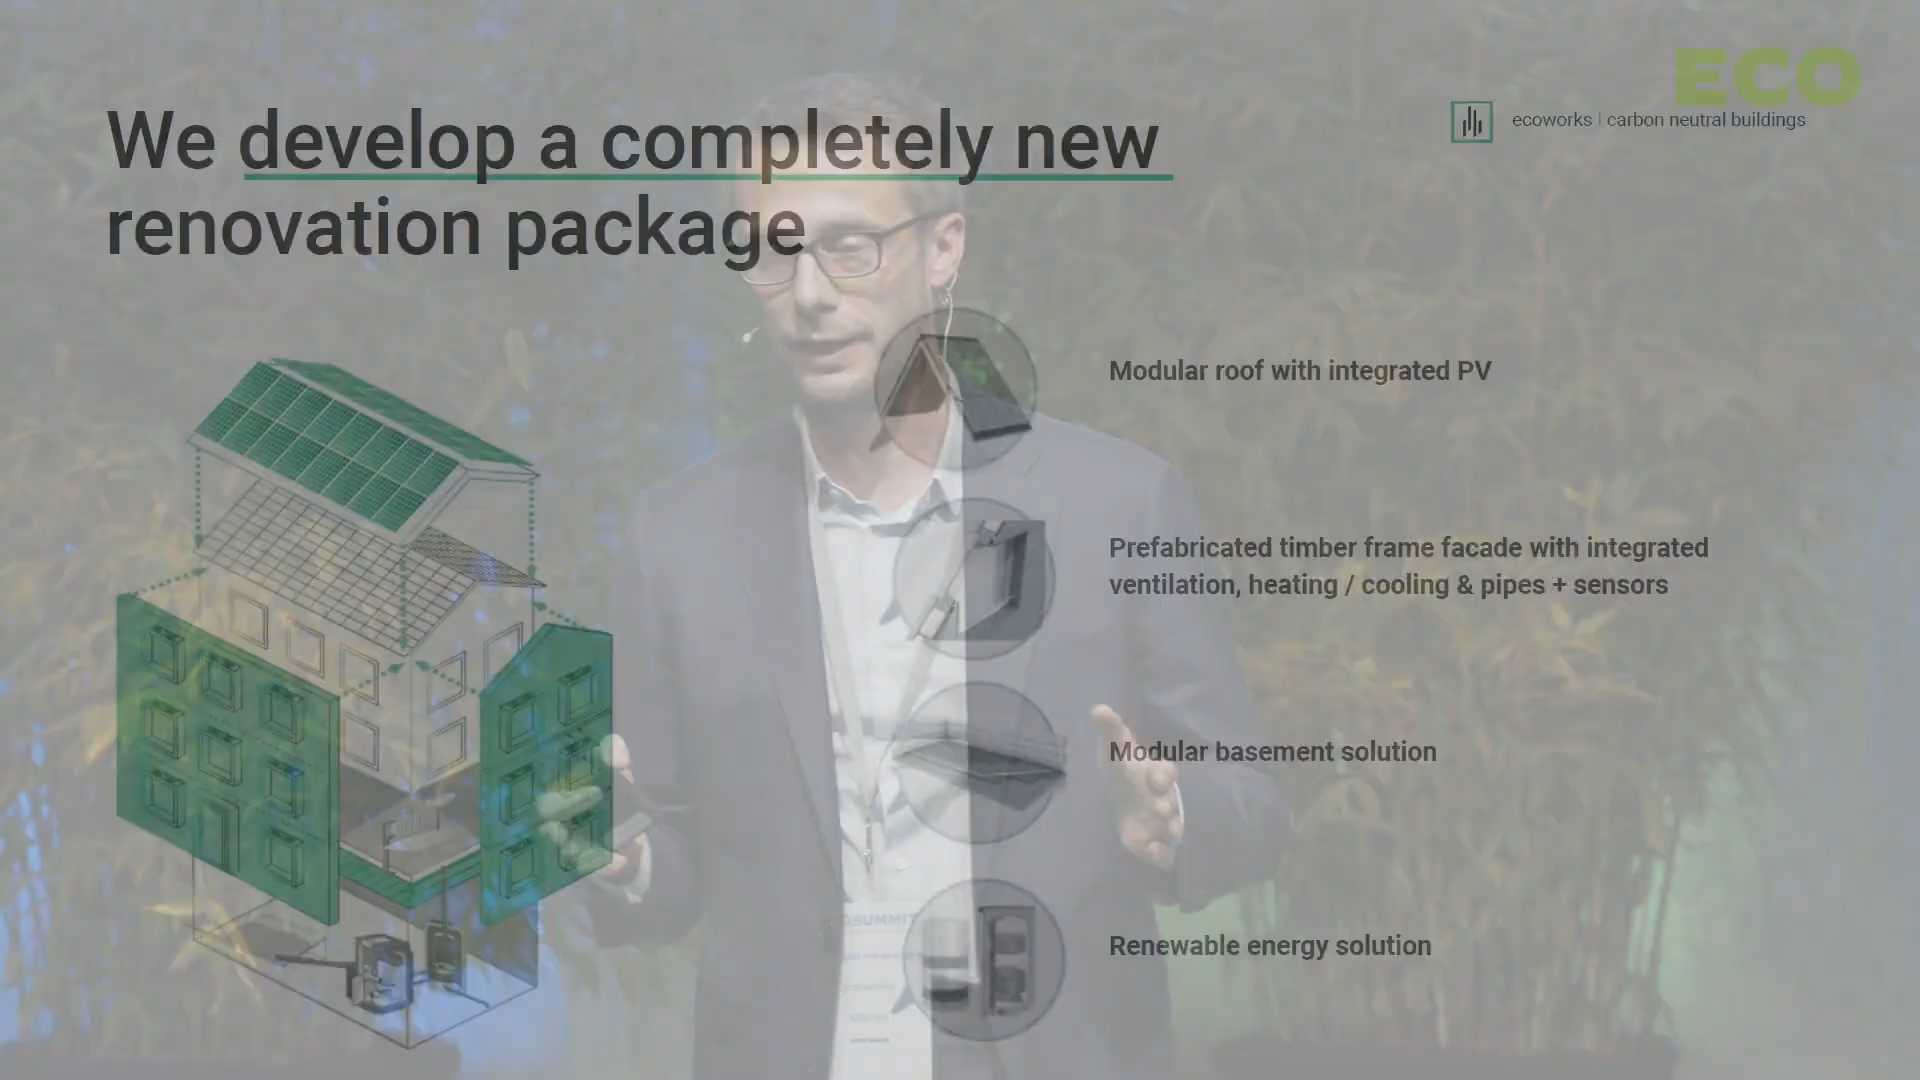 ECO
We develop a completely new
renovation package
ecoworks | carbon neutral buildings
Modular roof with integrated PV
Prefabricated timber frame facade with integrated
ventilation, heating / cooling & pipes + sensors
Modular basement solution
Renewable energy solution